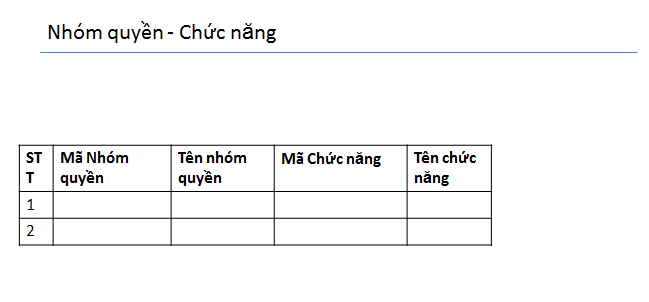 Nhóm quyền - Chức năng
ST Mã Nhóm Tên nhóm Mã Chức năng Tên chức
T quyền quyền năng
1
2